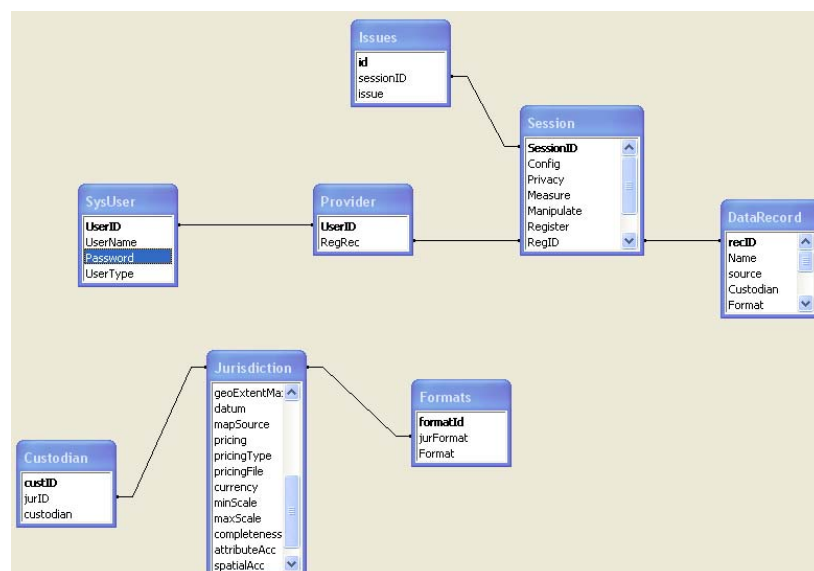 Issues
id
sessionID
issue
Session
SessionID
Config
Privacy
Measure
Manipulate
Register
RegID
SysUser
UserID
UserName
Password
UserType
Provider
UserID
RegRec
DataRecord
recID
Name
source
Custodian
Format
Jurisdiction
geoExtentMa
datum
mapSource
pricing
pricingType
pricingFile
currency
minScale
maxScale
completeness
attributeAcc
spatialAcc
Formats
formatId
jurFormat
Format
Custodian
custID
jurID
custodian